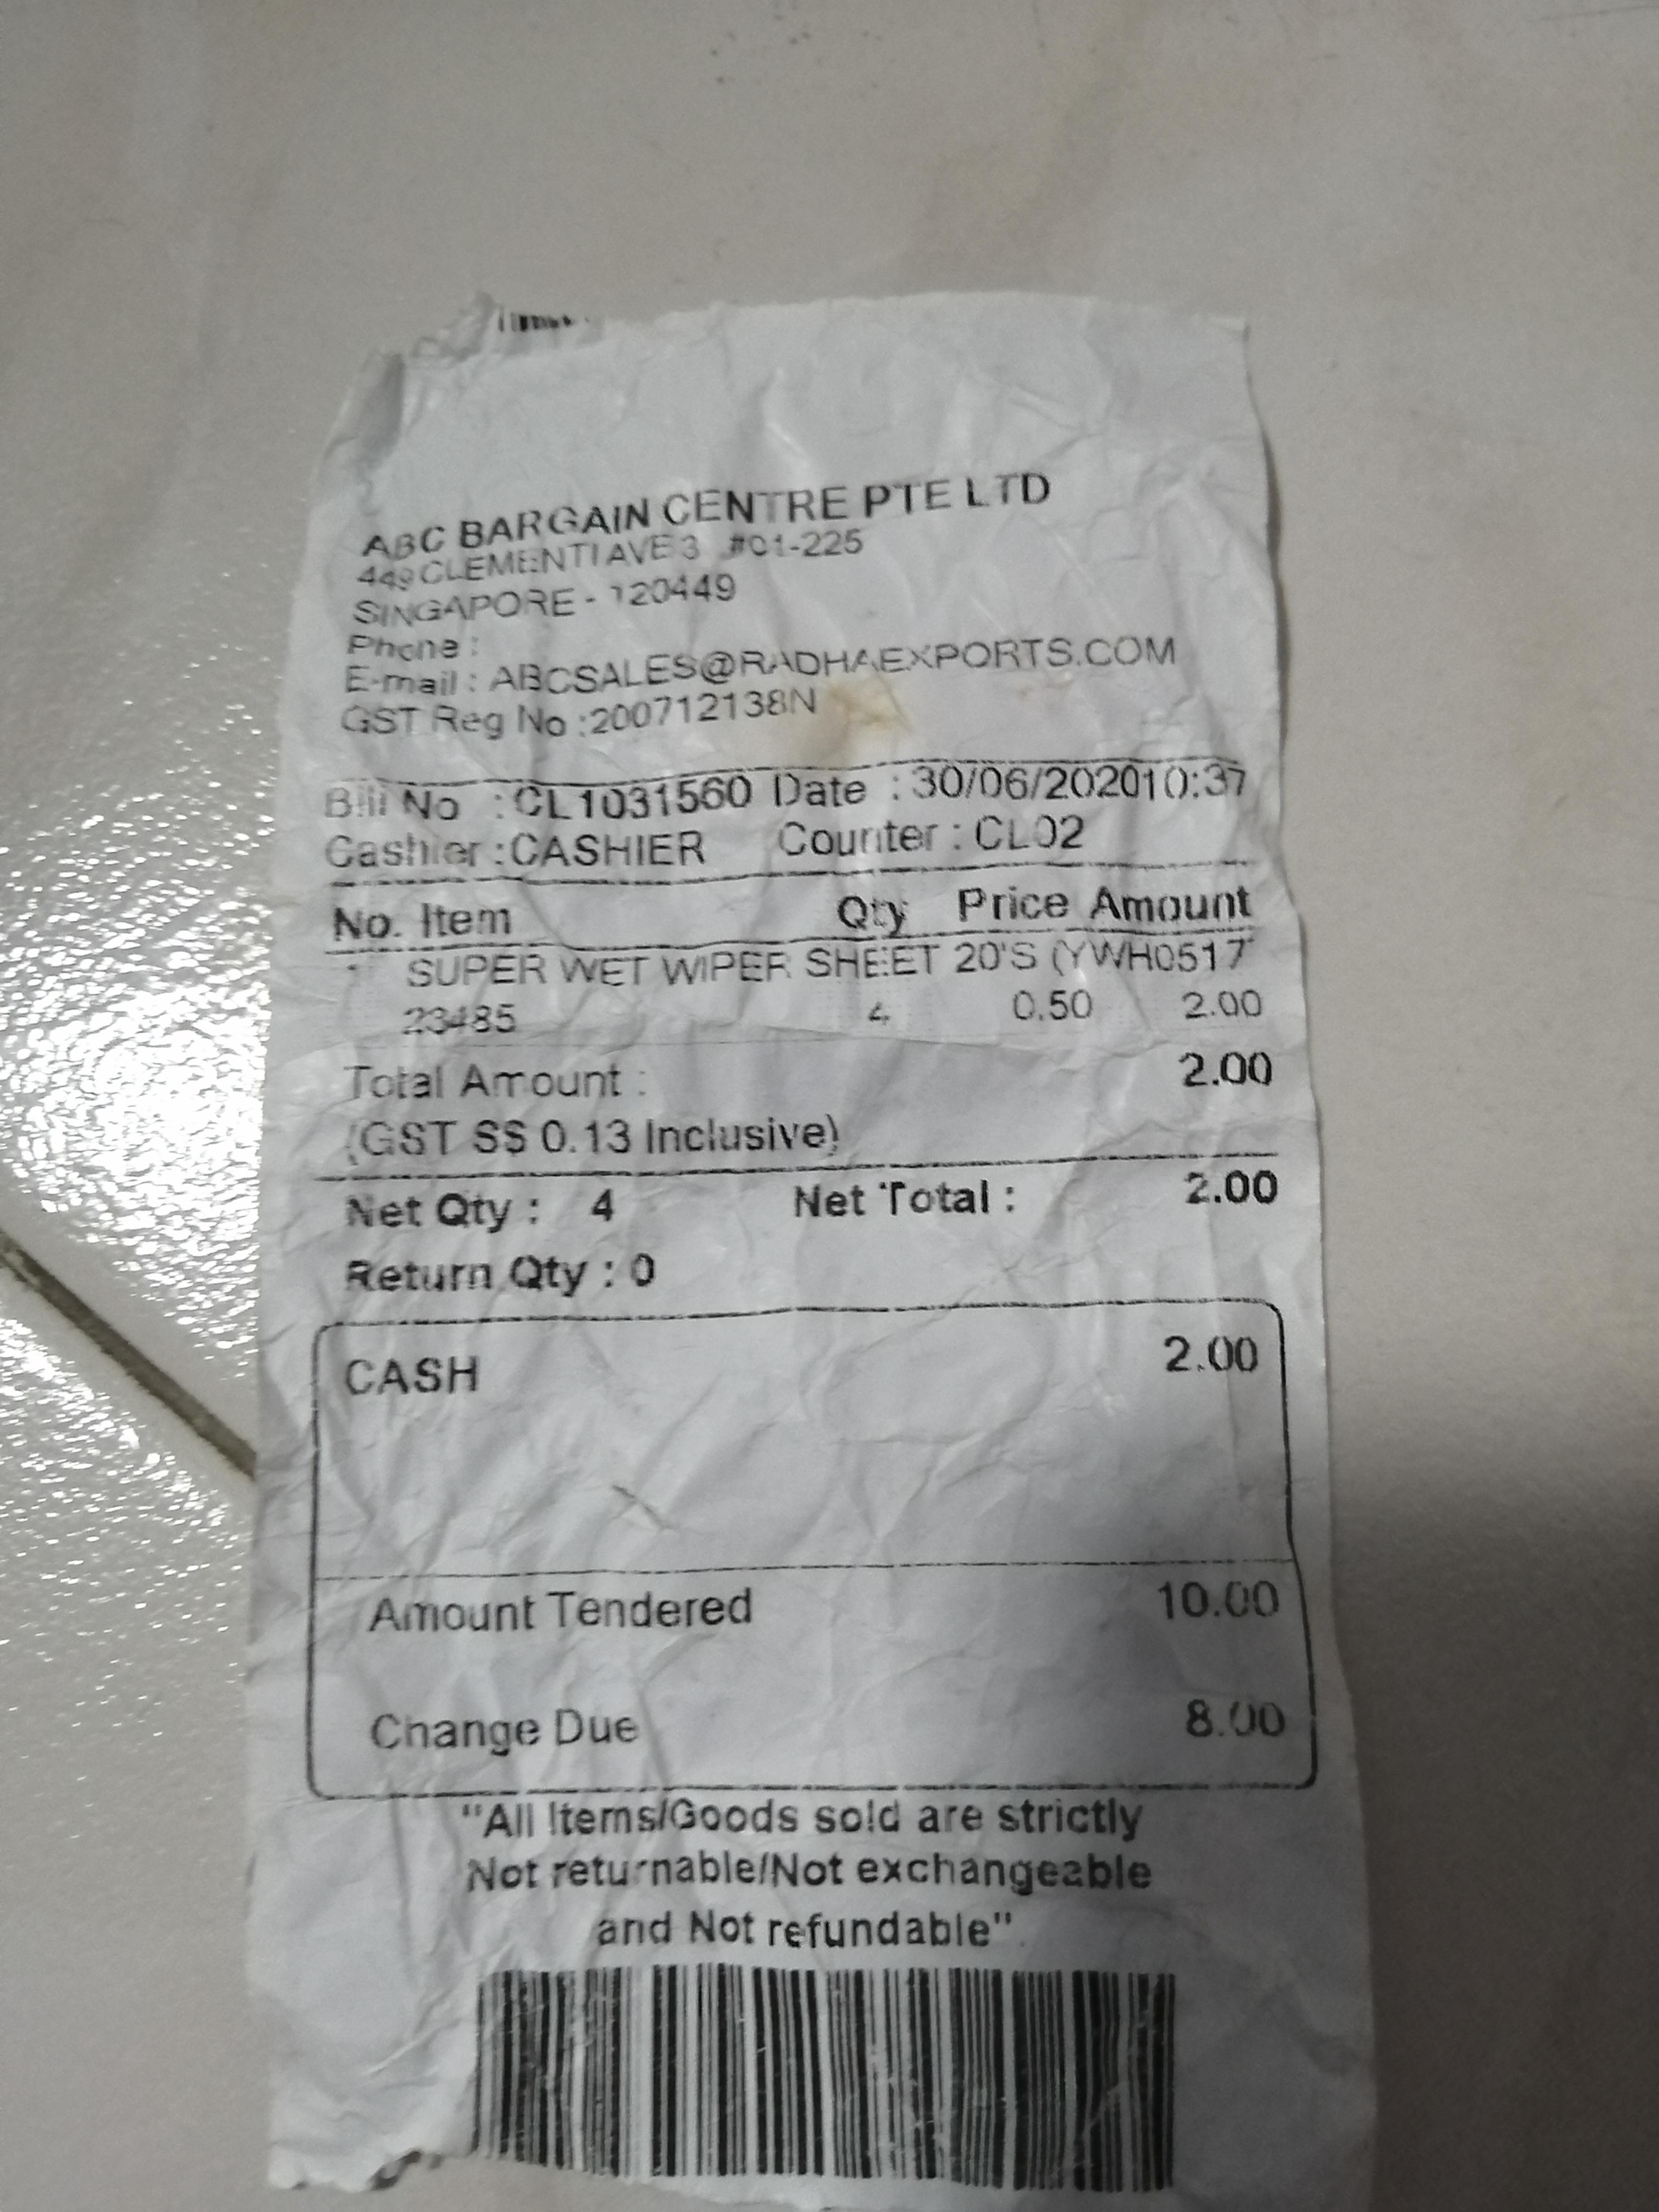 ABC BARGAIN CENTRE PTE LTD
449 CLEMENTI AVE 3 #01-225
SINGAPORE - 120449
Phone :
E-mail : ABCSALES@RADHAEXPORTS.COM
GST Reg No :200712138N
Bill No :CL1031560 Date : 30/06/202010:37
Cashier :CASHIER Counter : CL02
No. Item Qty Price Amount
1 SUPER WET WIPER SHEET 20'S (YWH0517
23485 4 0.50 2.00
Total Amount : 2.00
(GST S$ 0.13 Inclusive)
Net Qty : 4 Net Total : 2.00
Return Qty : 0
CASH 2.00
Amount Tendered 10.00
Change Due 8.00
"All Items/Goods sold are strictly
Not returnable/Not exchangeable
and Not refundable"